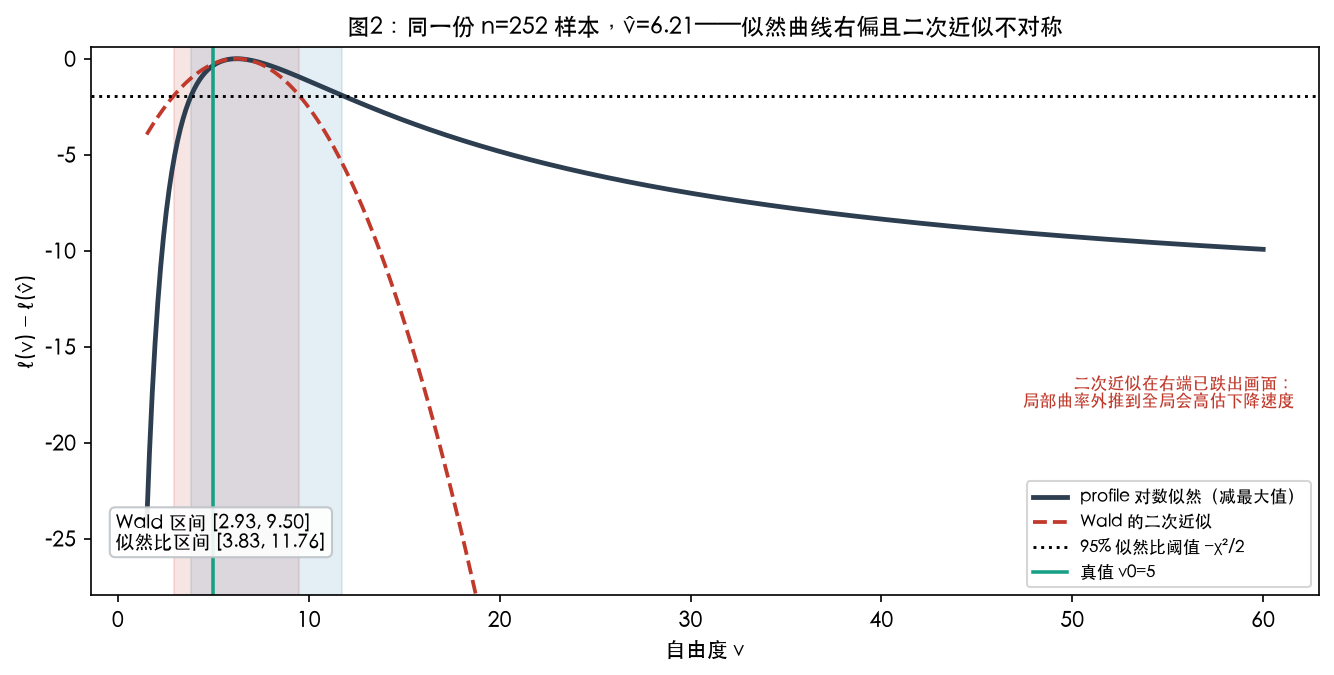 图2：同一份 n=252 样本，v̂=6.21——似然曲线右偏且二次近似不对称
ℓ(v) − ℓ(v̂)
0
-5
-10
-15
-20
-25
二次近似在右端已跌出画面：
局部曲率外推到全局会高估下降速度
Wald 区间 [2.93, 9.50]
似然比区间 [3.83, 11.76]
profile 对数似然（减最大值）
Wald 的二次近似
95% 似然比阈值 −χ²/2
真值 v0=5
0
10
20
30
40
50
60
自由度 v